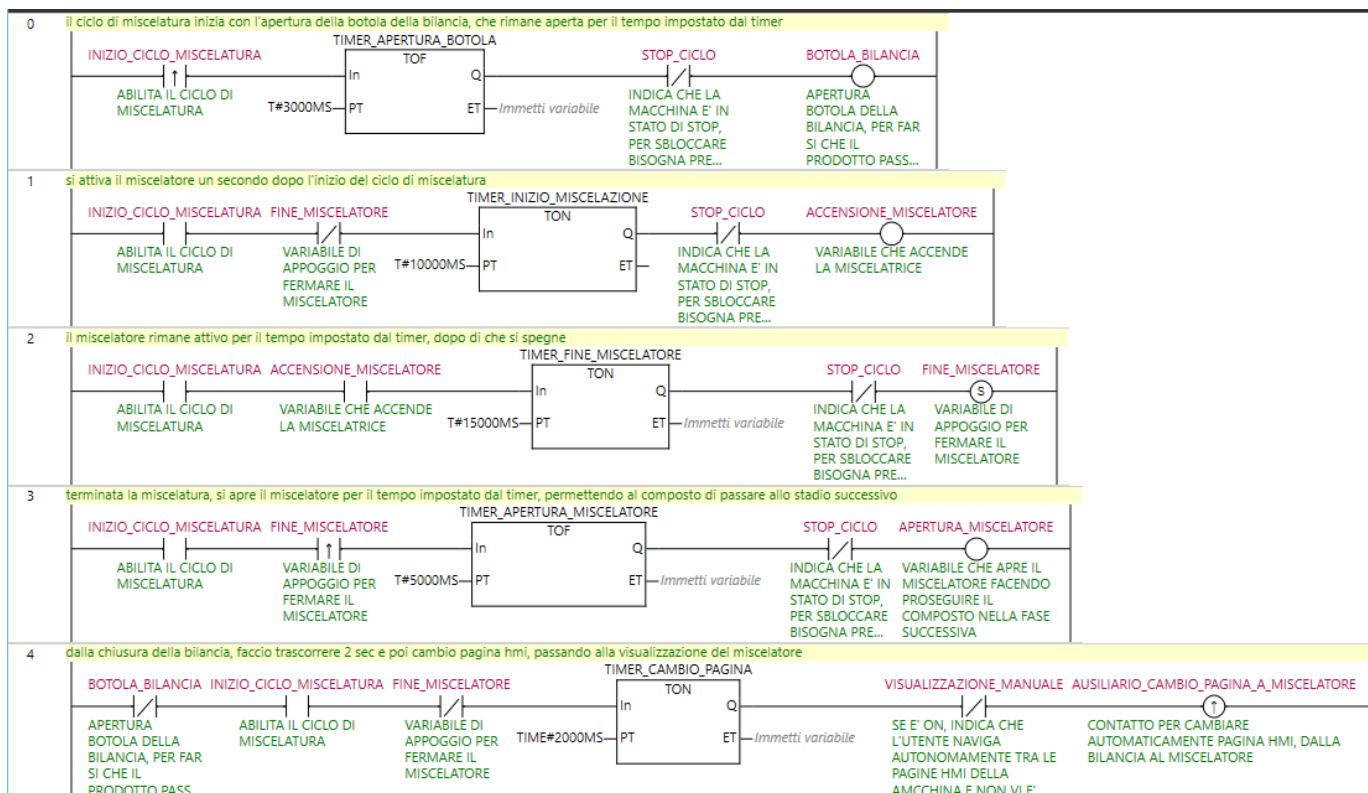 0 il ciclo di miscelatura inizia con l'apertura della botola della bilancia, che rimane aperta per il tempo impostato dal timer
TIMER_APERTURA_BOTOLA
INIZIO_CICLO_MISCELATURA TOF STOP_CICLO BOTOLA_BILANCIA
In Q
ABILITA IL CICLO DI INDICA CHE LA APERTURA
MISCELATURA T#3000MS PT ET Immetti variabile MACCHINA E' IN BOTOLA DELLA
STATO DI STOP, BILANCIA, PER FAR
PER SBLOCCARE SI CHE IL
BISOGNA PRE... PRODOTTO PASS...
1 si attiva il miscelatore un secondo dopo l'inizio del ciclo di miscelatura
TIMER_INIZIO_MISCELAZIONE
INIZIO_CICLO_MISCELATURA FINE_MISCELATORE TON STOP_CICLO ACCENSIONE_MISCELATORE
In Q
ABILITA IL CICLO DI VARIABILE DI INDICA CHE LA VARIABILE CHE ACCENDE
MISCELATURA APPOGGIO PER T#10000MS PT ET MACCHINA E' IN LA MISCELATRICE
FERMARE IL STATO DI STOP,
MISCELATORE PER SBLOCCARE
BISOGNA PRE...
2 il miscelatore rimane attivo per il tempo impostato dal timer, dopo di che si spegne
TIMER_FINE_MISCELATORE
INIZIO_CICLO_MISCELATURA ACCENSIONE_MISCELATORE TON STOP_CICLO FINE_MISCELATORE
In Q S
ABILITA IL CICLO DI VARIABILE CHE ACCENDE INDICA CHE LA VARIABILE DI
MISCELATURA LA MISCELATRICE T#15000MS PT ET Immetti variabile MACCHINA E' IN APPOGGIO PER
STATO DI STOP, FERMARE IL
PER SBLOCCARE MISCELATORE
BISOGNA PRE...
3 terminata la miscelatura, si apre il miscelatore per il tempo impostato dal timer, permettendo al composto di passare allo stadio successivo
TIMER_APERTURA_MISCELATORE
INIZIO_CICLO_MISCELATURA FINE_MISCELATORE TOF STOP_CICLO APERTURA_MISCELATORE
In Q
ABILITA IL CICLO DI VARIABILE DI INDICA CHE LA VARIABILE CHE APRE IL
MISCELATURA APPOGGIO PER T#5000MS PT ET Immetti variabile MACCHINA E' IN MISCELATORE FACENDO
FERMARE IL STATO DI STOP, PROSEGUIRE IL
MISCELATORE PER SBLOCCARE COMPOSTO NELLA FASE
BISOGNA PRE... SUCCESSIVA
4 dalla chiusura della bilancia, faccio trascorrere 2 sec e poi cambio pagina hmi, passando alla visualizzazione del miscelatore
TIMER_CAMBIO_PAGINA
BOTOLA_BILANCIA INIZIO_CICLO_MISCELATURA FINE_MISCELATORE TON VISUALIZZAZIONE_MANUALE AUSILIARIO_CAMBIO_PAGINA_A_MISCELATORE
In Q
APERTURA ABILITA IL CICLO DI VARIABILE DI SE E' ON, INDICA CHE CONTATTO PER CAMBIARE
BOTOLA DELLA MISCELATURA APPOGGIO PER TIME#2000MS PT ET Immetti variabile L'UTENTE NAVIGA AUTOMATICAMENTE PAGINA HMI, DALLA
BILANCIA, PER FAR FERMARE IL AUTONOMAMENTE TRA LE BILANCIA AL MISCELATORE
SI CHE IL MISCELATORE PAGINE HMI DELLA
PRODOTTO PASS AMCCHINA E NON VI E'